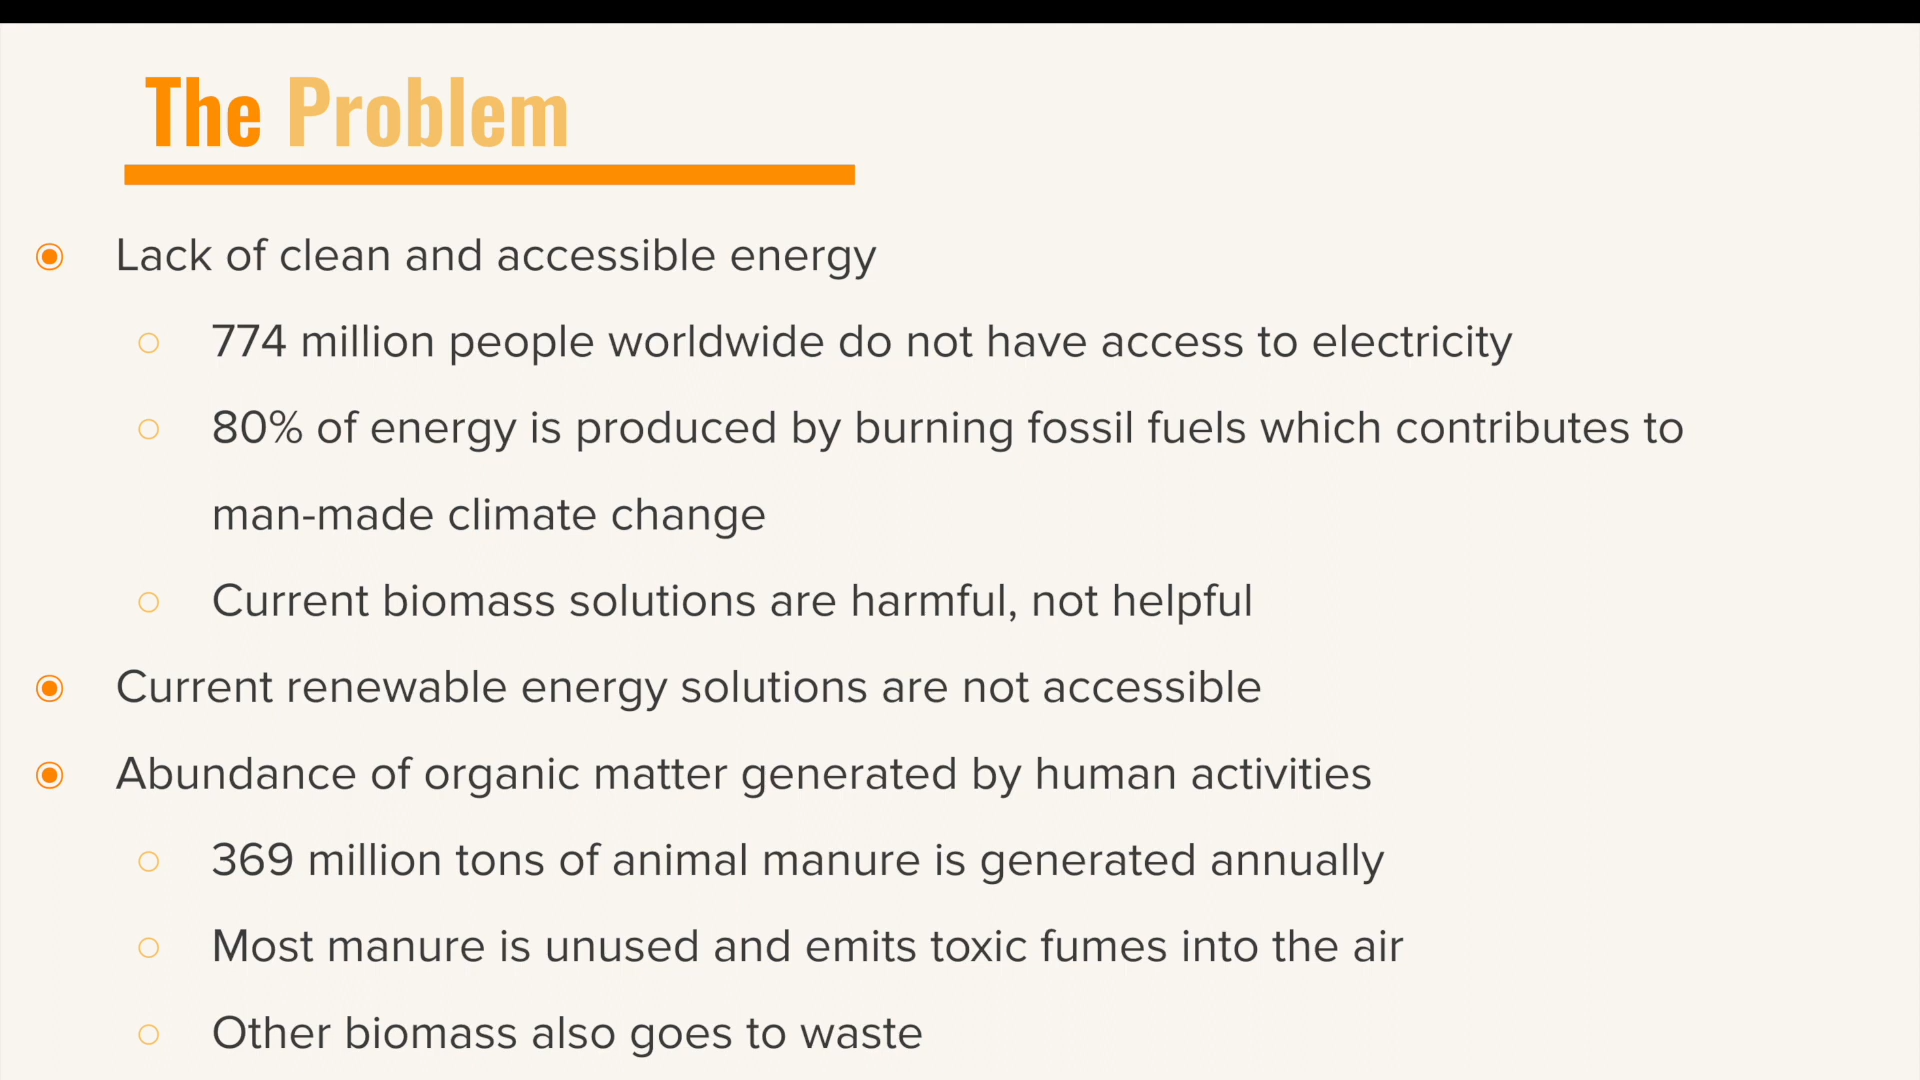 The Problem
Lack of clean and accessible energy
774 million people worldwide do not have access to electricity
80% of energy is produced by burning fossil fuels which contributes to
man-made climate change
Current biomass solutions are harmful, not helpful
Current renewable energy solutions are not accessible
Abundance of organic matter generated by human activities
369 million tons of animal manure is generated annually
Most manure is unused and emits toxic fumes into the air
Other biomass also goes to waste